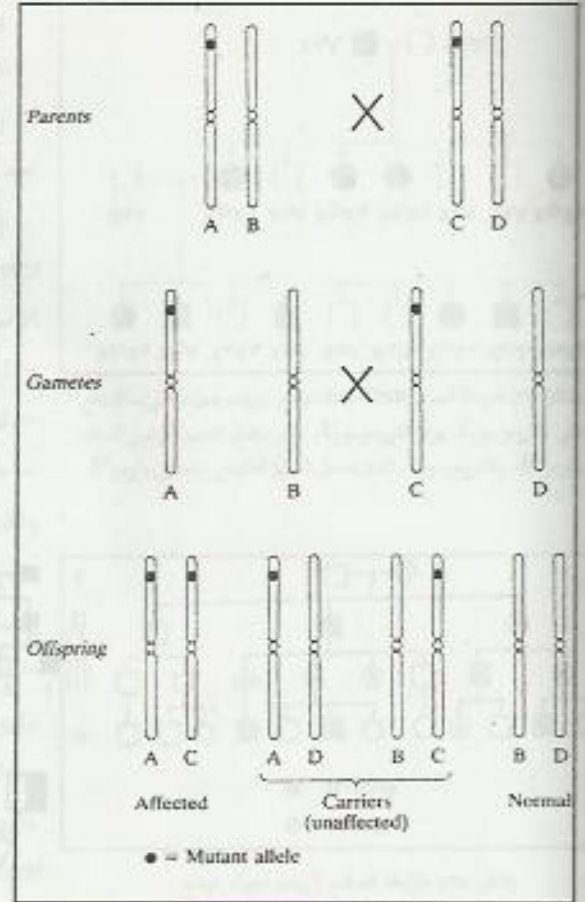 Parents
A B C D
Gametes
A B C D
Offspring
A C A D B C B D
Affected Carriers Normal
(unaffected)
● = Mutant allele